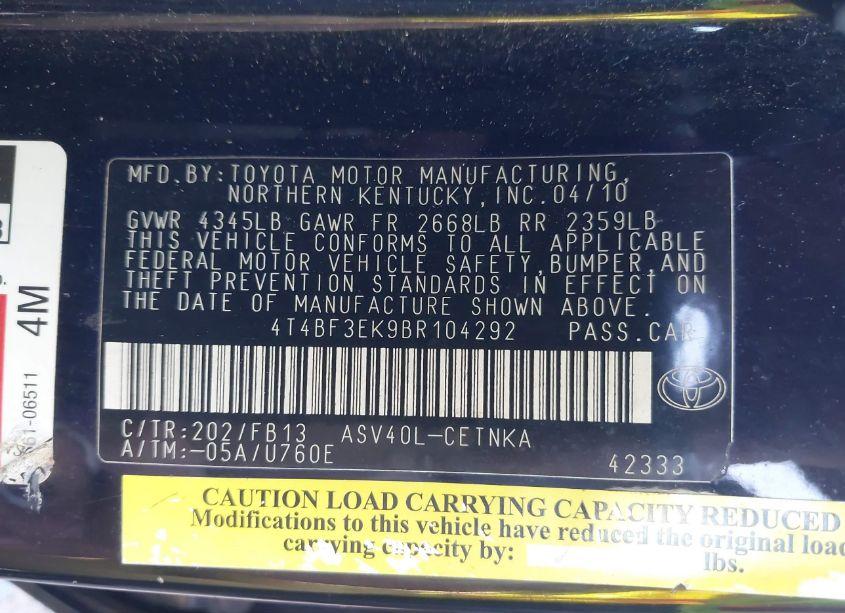 MFD.BY:TOYOTA MOTOR MANUFACTURING,
NORTHERN KENTUCKY,INC.04/10
GVWR 4345LB GAWR FR 2668LB RR 2359LB
THIS VEHICLE CONFORMS TO ALL APPLICABLE
FEDERAL MOTOR VEHICLE SAFETY,BUMPER,AND
THEFT PREVENTION STANDARDS IN EFFECT ON
THE DATE OF MANUFACTURE SHOWN ABOVE.
4T4BF3EK9BR104292 PASS.CAR
C/TR:202/FB13 ASV40L-CETNKA
A/TM:-05A/U760E
42333
4M
61-06511
CAUTION LOAD CARRYING CAPACITY REDUCED
Modifications to this vehicle have reduced the original load
carrying capacity by: lbs.